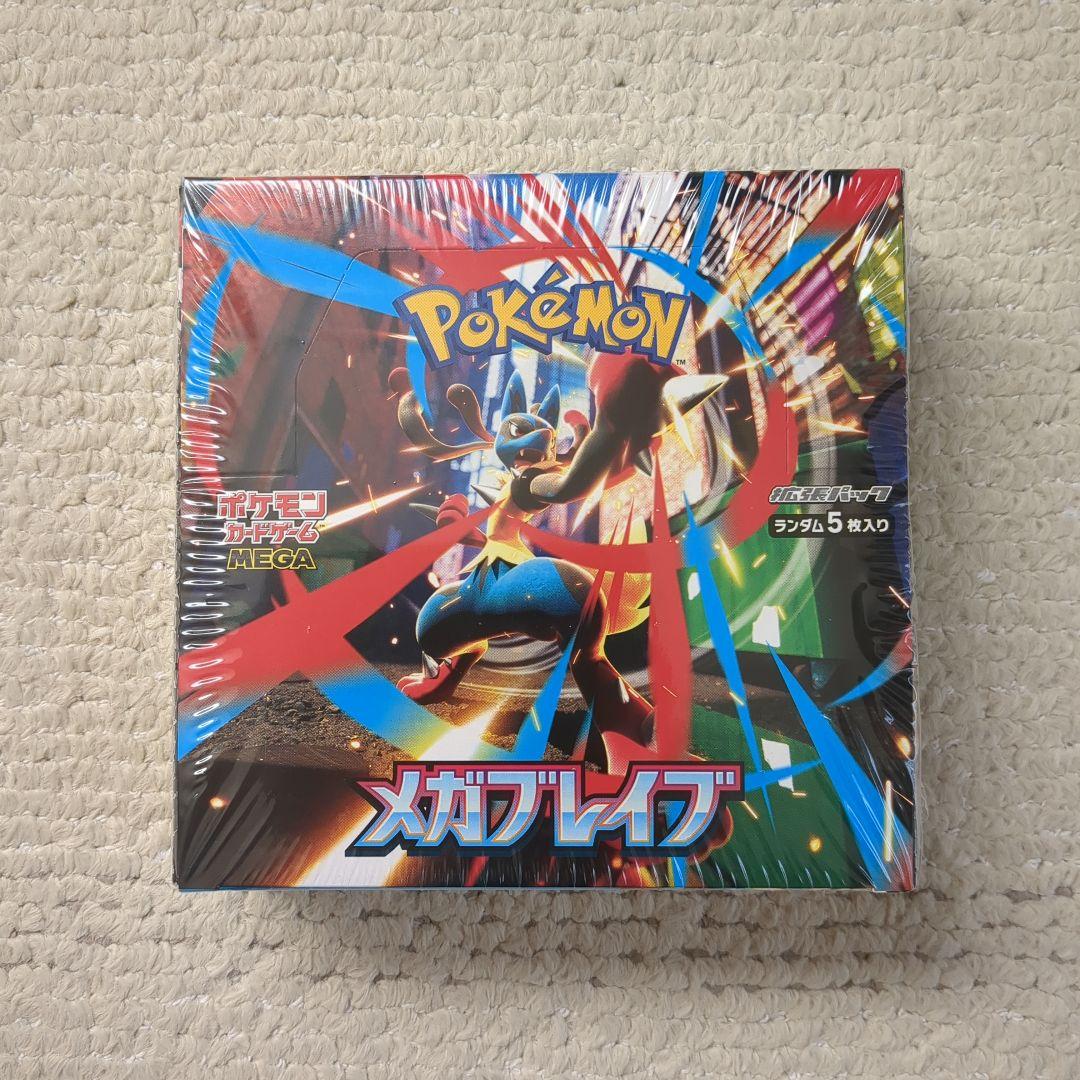 POKéMON
TM
ポケモン
カードゲーム
MEGA
拡張パック
ランダム5枚入り
メガブレイブ